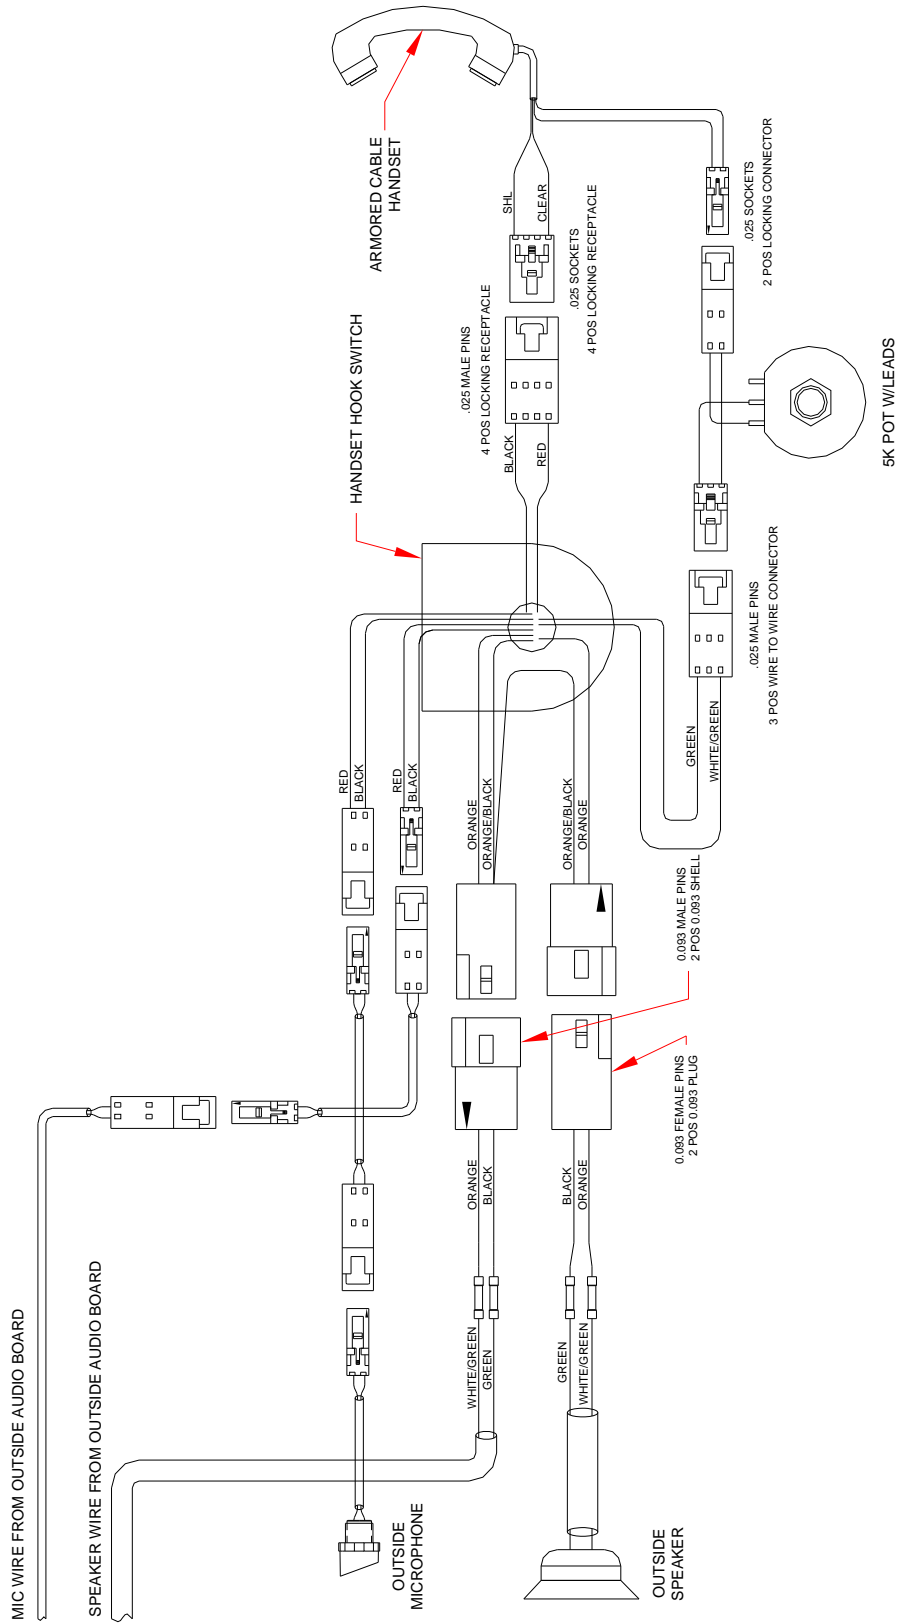 ARMORED CABLE
HANDSET
HANDSET HOOK SWITCH
SHL
CLEAR
.025 SOCKETS
4 POS LOCKING RECEPTACLE
.025 MALE PINS
4 POS LOCKING RECEPTACLE
BLACK
RED
.025 SOCKETS
2 POS LOCKING CONNECTOR
5K POT W/LEADS
.025 MALE PINS
3 POS WIRE TO WIRE CONNECTOR
GREEN
WHITE/GREEN
RED
BLACK
RED
BLACK
ORANGE
ORANGE/BLACK
ORANGE/BLACK
ORANGE
0.093 MALE PINS
2 POS 0.093 SHELL
0.093 FEMALE PINS
2 POS 0.093 PLUG
ORANGE
BLACK
BLACK
ORANGE
WHITE/GREEN
GREEN
GREEN
WHITE/GREEN
MIC WIRE FROM OUTSIDE AUDIO BOARD
SPEAKER WIRE FROM OUTSIDE AUDIO BOARD
OUTSIDE
MICROPHONE
OUTSIDE
SPEAKER